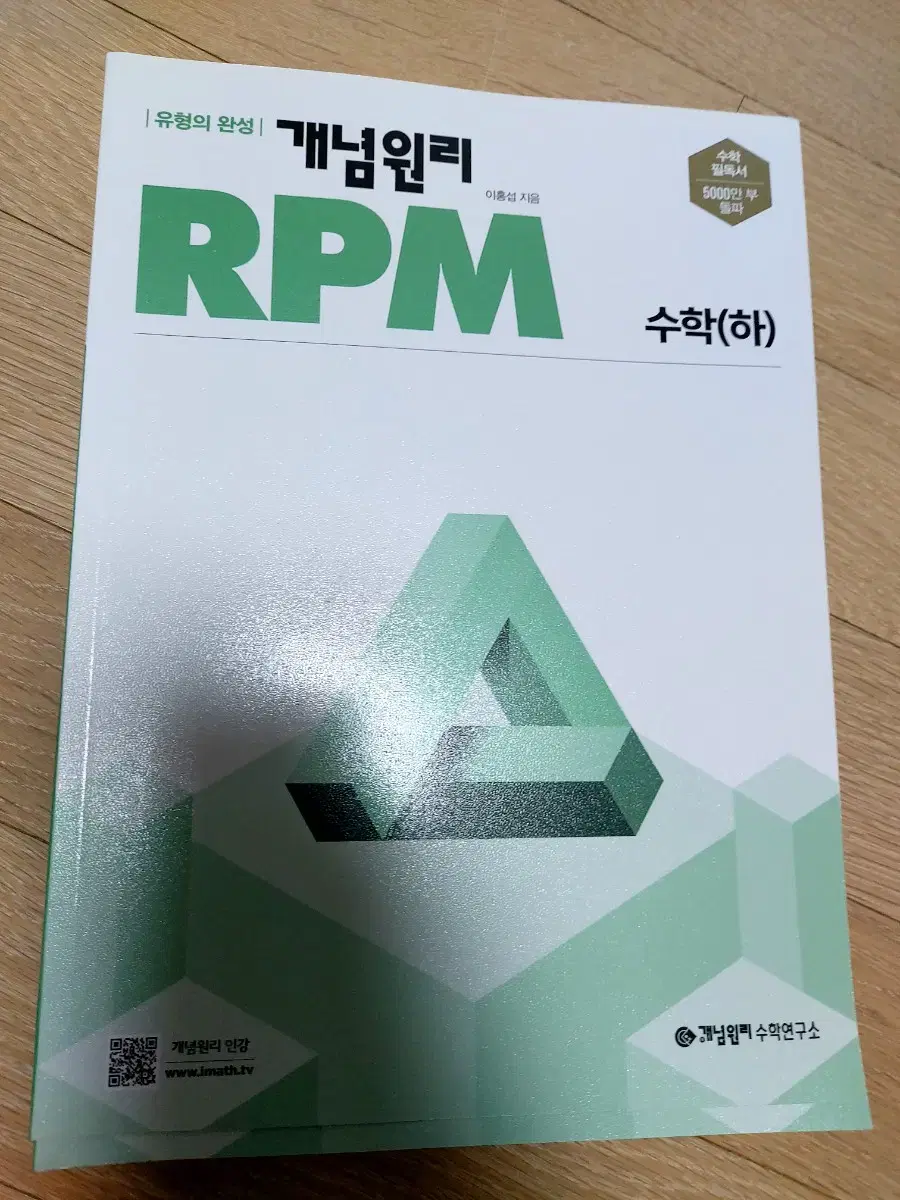 |유형의 완성|
개념원리
이홍섭 지음
RPM
수학
필독서
5000만 부
돌파
수학(하)
개념원리 인강
www.imath.tv
개념원리 수학연구소